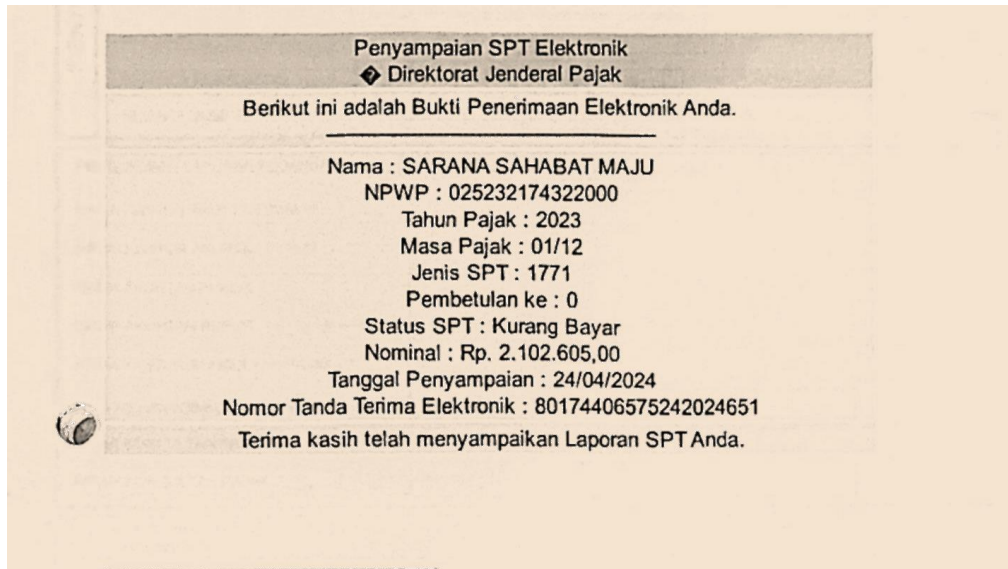 Penyampaian SPT Elektronik
� Direktorat Jenderal Pajak
Berikut ini adalah Bukti Penerimaan Elektronik Anda.
Nama : SARANA SAHABAT MAJU
NPWP : 025232174322000
Tahun Pajak : 2023
Masa Pajak : 01/12
Jenis SPT : 1771
Pembetulan ke : 0
Status SPT : Kurang Bayar
Nominal : Rp. 2.102.605,00
Tanggal Penyampaian : 24/04/2024
Nomor Tanda Terima Elektronik : 80174406575242024651
Terima kasih telah menyampaikan Laporan SPT Anda.